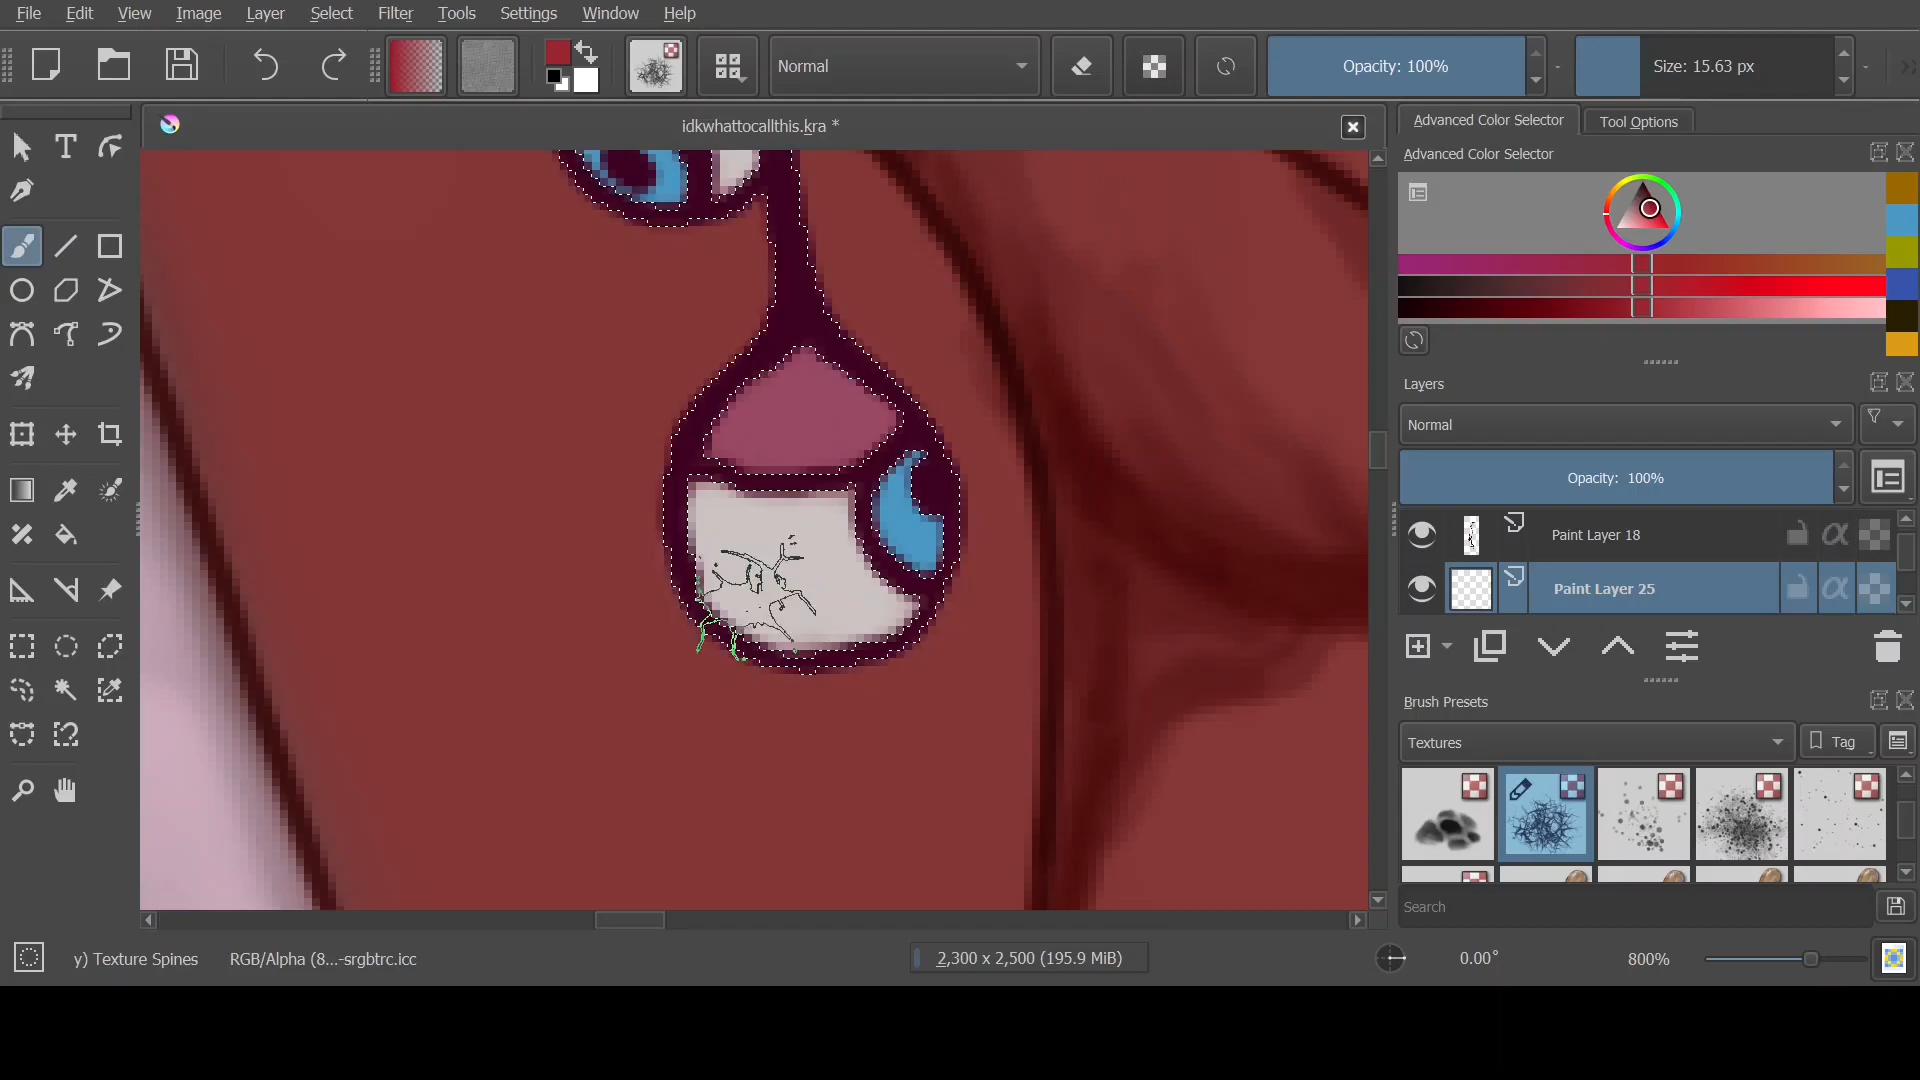 File Edit View Image Layer Select Filter Tools Settings Window Help
Normal Opacity: 100% Size: 15.63 px
idkwhattocallthis.kra *
Advanced Color Selector Tool Options
Advanced Color Selector
Layers
Normal
Opacity: 100%
Paint Layer 18
Paint Layer 25
Brush Presets
Textures Tag
Search
y) Texture Spines RGB/Alpha (8...-srgbtrc.icc 2,300 x 2,500 (195.9 MiB) 0.00° 800%